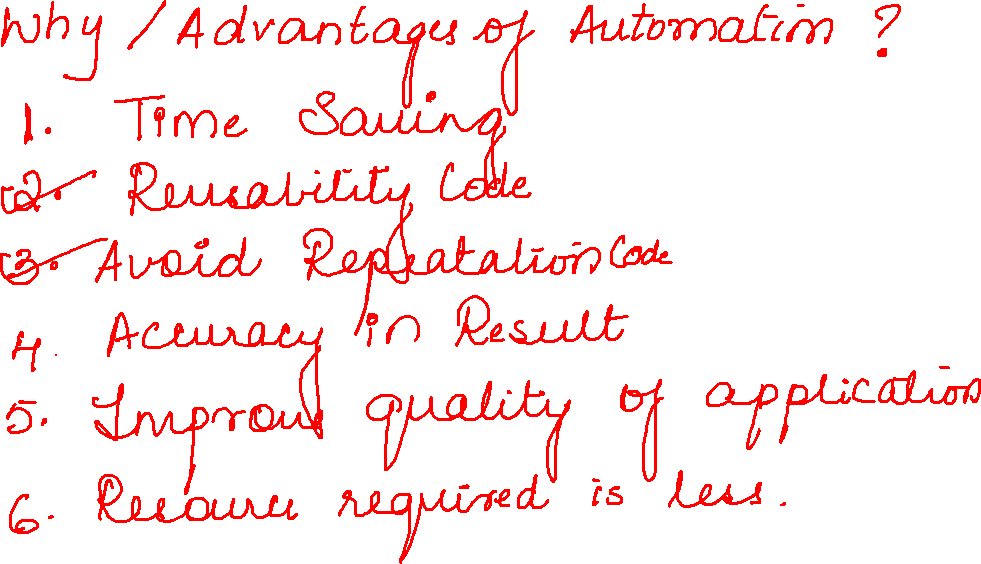 Why / Advantages of Automation ?
1. Time Saving
2. Reusability Code
3. Avoid Repeatation Code
4. Accuracy in Result
5. Improve quality of application
6. Resource required is less.